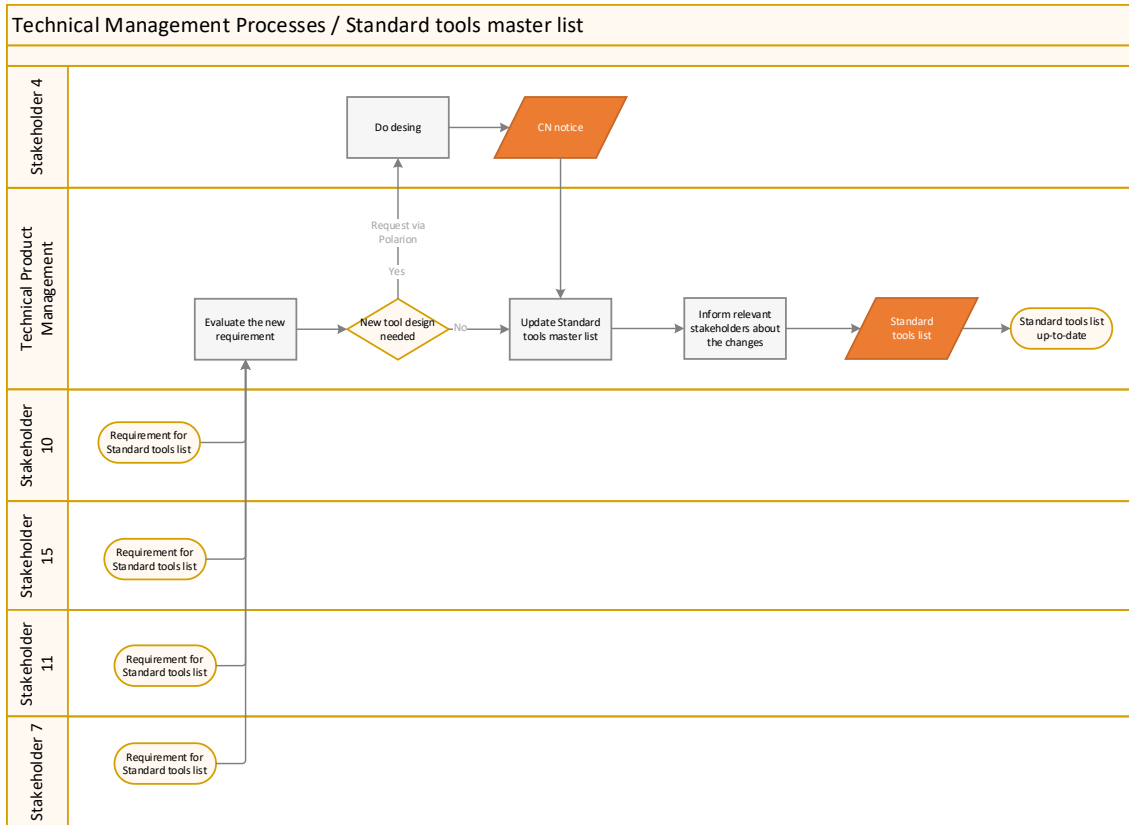 Technical Management Processes / Standard tools master list
Stakeholder 4
Do desing
CN notice
Technical Product
Management
Request via
Polarion
Yes
Evaluate the new
requirement
New tool design
needed
No
Update Standard
tools master list
Inform relevant
stakeholders about
the changes
Standard
tools list
Standard tools list
up-to-date
Stakeholder
10
Requirement for
Standard tools list
Stakeholder
15
Requirement for
Standard tools list
Stakeholder
11
Requirement for
Standard tools list
Stakeholder 7
Requirement for
Standard tools list